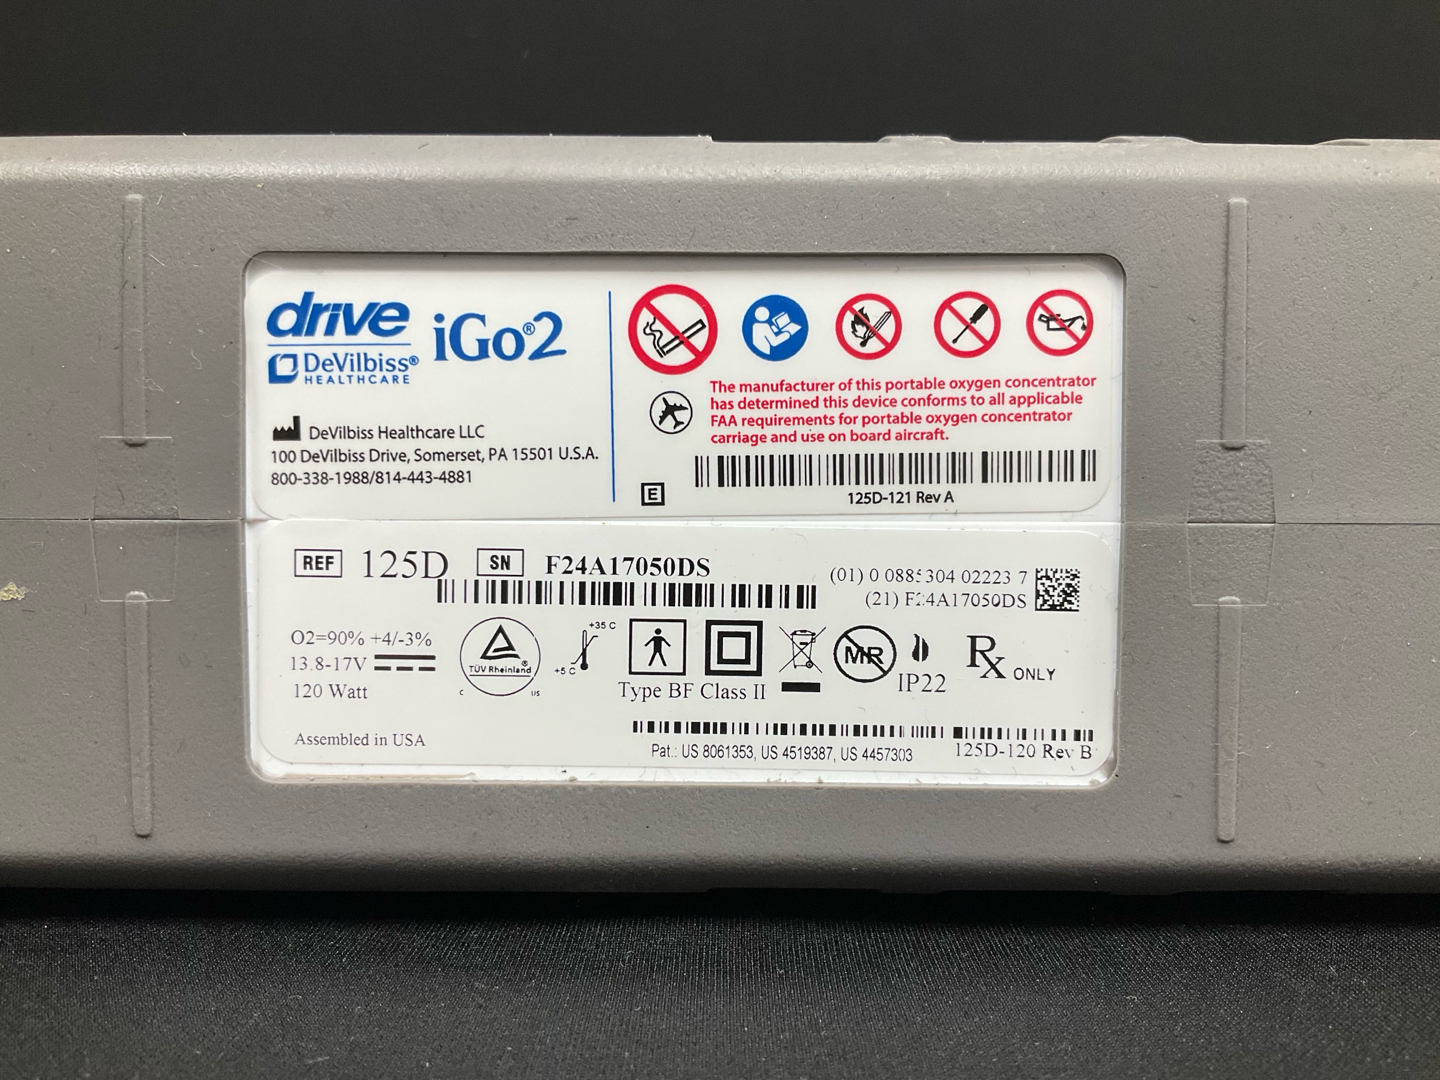 drive
DeVilbiss®
HEALTHCARE
iGo®2
DeVilbiss Healthcare LLC
100 DeVilbiss Drive, Somerset, PA 15501 U.S.A.
800-338-1988/814-443-4881
The manufacturer of this portable oxygen concentrator
has determined this device conforms to all applicable
FAA requirements for portable oxygen concentrator
carriage and use on board aircraft.
E
125D-121 Rev A
REF 125D SN F24A17050DS
(01) 0 0885304 02223 7
(21) F24A17050DS
O2=90% +4/-3%
13.8-17V
120 Watt
TÜV Rheinland®
C US
+35 C
+5 C
Type BF Class II
MR
IP22
Rx ONLY
Assembled in USA
Pat.: US 8061353, US 4519387, US 4457303
125D-120 Rev B